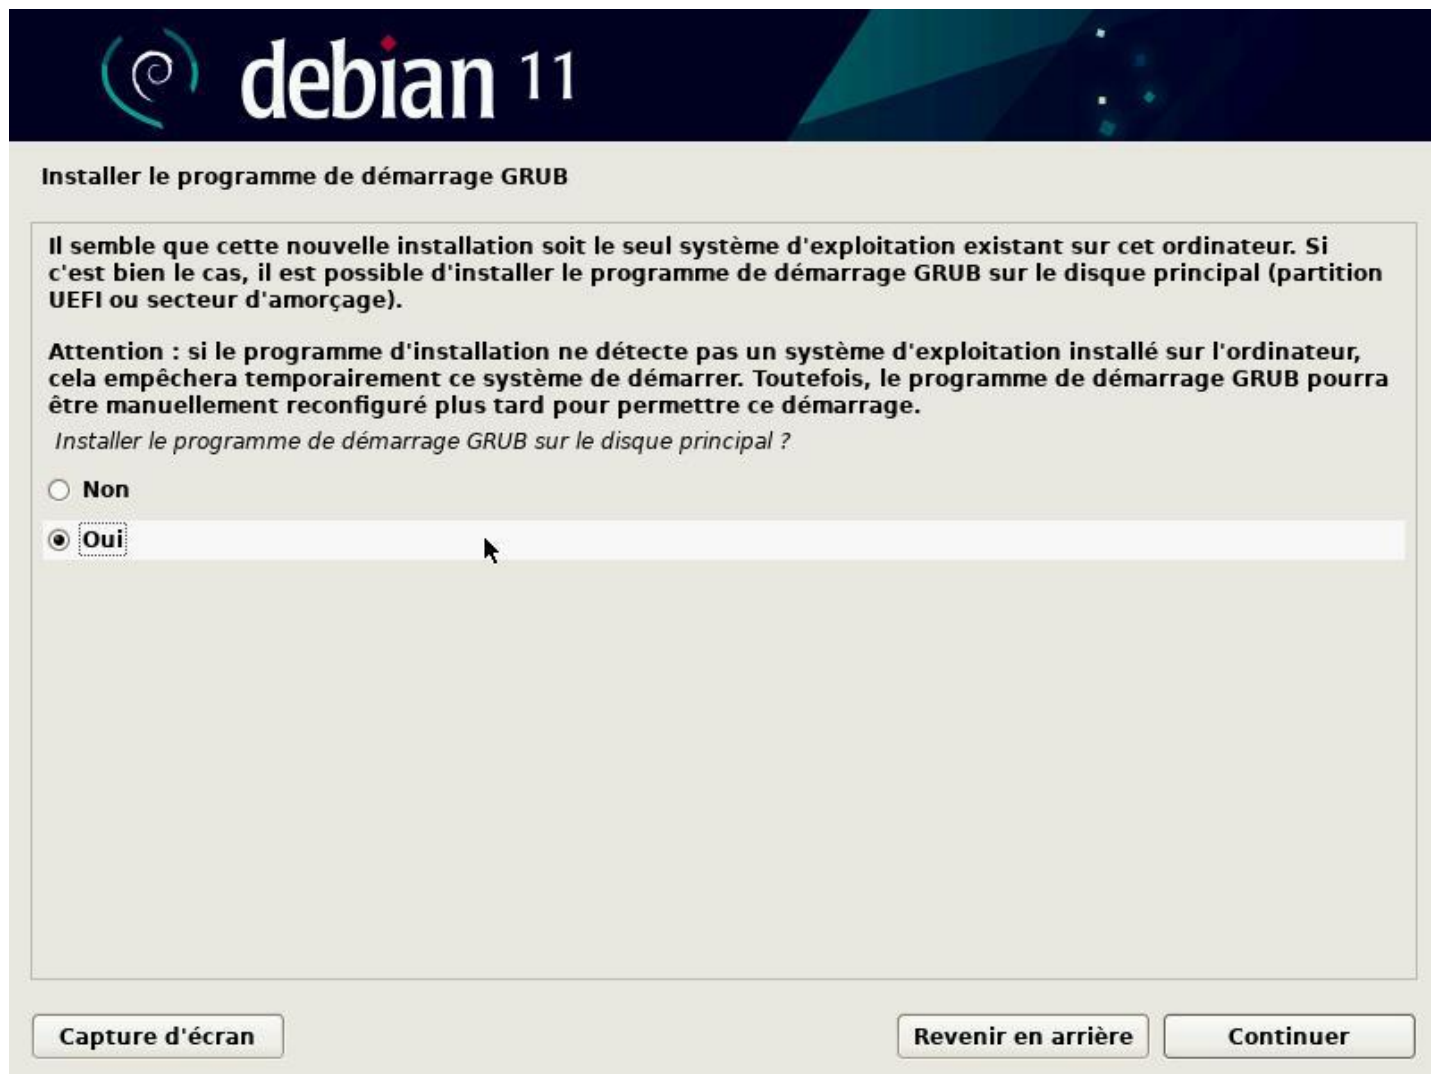 debian 11
Installer le programme de démarrage GRUB
Il semble que cette nouvelle installation soit le seul système d'exploitation existant sur cet ordinateur. Si
c'est bien le cas, il est possible d'installer le programme de démarrage GRUB sur le disque principal (partition
UEFI ou secteur d'amorçage).
Attention : si le programme d'installation ne détecte pas un système d'exploitation installé sur l'ordinateur,
cela empêchera temporairement ce système de démarrer. Toutefois, le programme de démarrage GRUB pourra
être manuellement reconfiguré plus tard pour permettre ce démarrage.
Installer le programme de démarrage GRUB sur le disque principal ?
Non
Oui
Capture d'écran
Revenir en arrière
Continuer